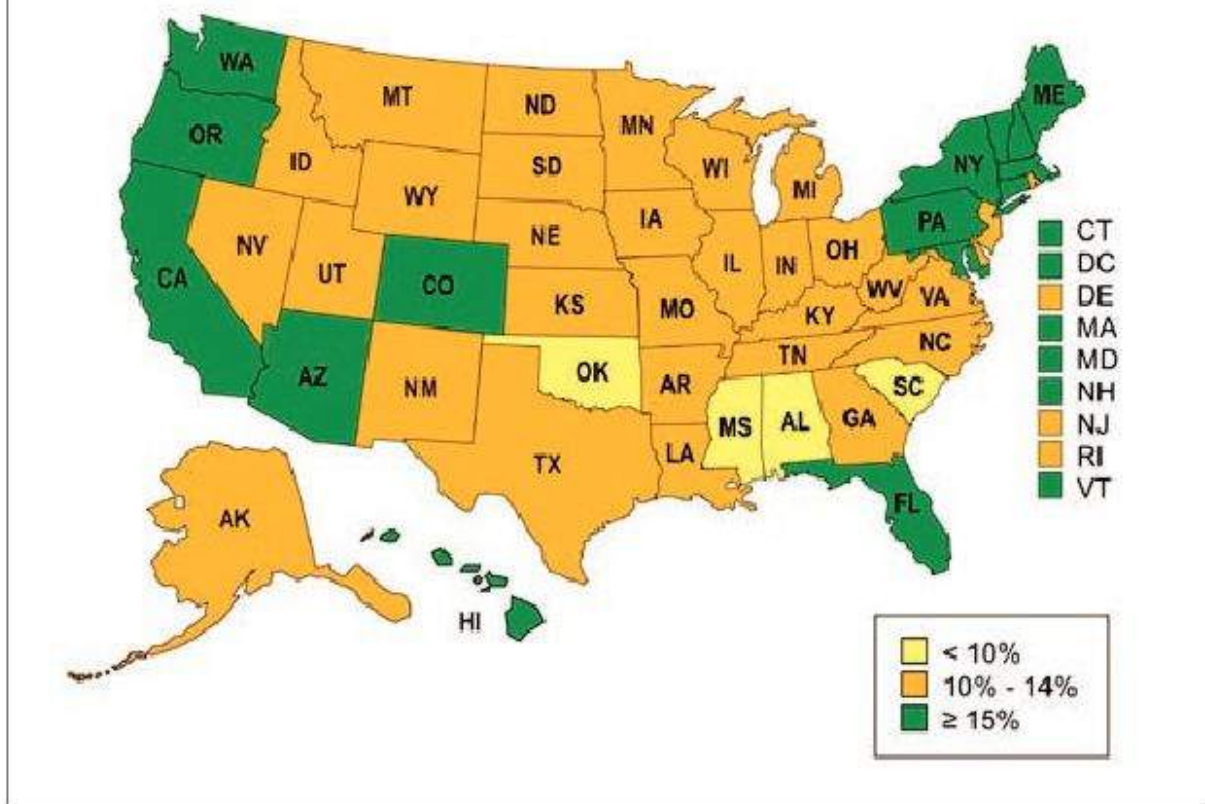 WA
MT
ND
MN
ME
OR
ID
SD
WI
MI
NY
WY
IA
PA
NV
NE
OH
UT
CO
IL
IN
CA
KS
MO
WV
VA
KY
NC
TN
AZ
NM
OK
AR
SC
MS
AL
GA
TX
LA
FL
AK
HI
CT
DC
DE
MA
MD
NH
NJ
RI
VT
< 10%
10% - 14%
≥ 15%